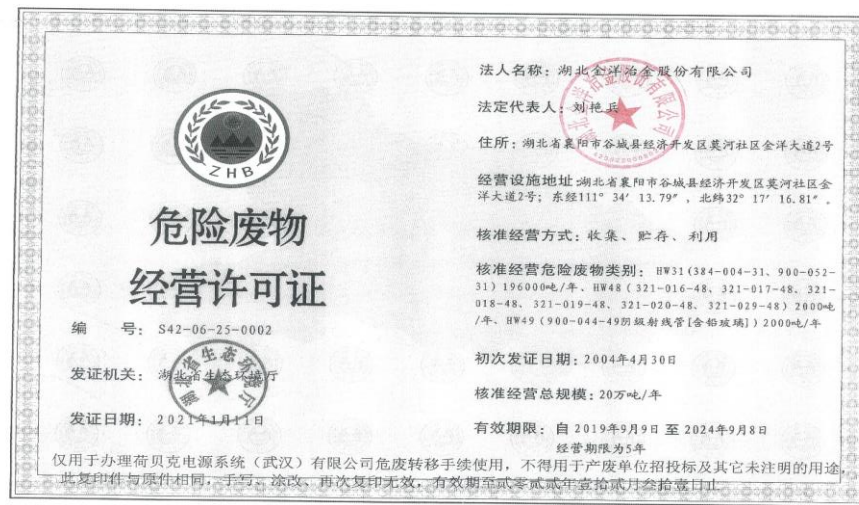 ZHB
危险废物
经营许可证
编 号：S42-06-25-0002
发证机关：湖北省生态环境厅
发证日期：2021年1月11日
法人名称：湖北金洋冶金股份有限公司
法定代表人：刘艳兵
住所：湖北省襄阳市谷城县经济开发区莫河社区金洋大道2号
经营设施地址：湖北省襄阳市谷城县经济开发区莫河社区金
洋大道2号；东经111° 34′ 13.79″，北纬32° 17′ 16.81″。
核准经营方式：收集、贮存、利用
核准经营危险废物类别：HW31(384-004-31、900-052-
31)196000吨/年、HW48(321-016-48、321-017-48、321-
018-48、321-019-48、321-020-48、321-029-48)2000吨
/年、HW49(900-044-49阴极射线管[含铅玻璃])2000吨/年
初次发证日期：2004年4月30日
核准经营总规模：20万吨/年
有效期限：自 2019年9月9日 至 2024年9月8日
经营期限为5年
仅用于办理荷贝克电源系统（武汉）有限公司危废转移手续使用，不得用于产废单位招投标及其它未注明的用途，
此复印件与原件相同，手写、涂改、再次复印无效，有效期至贰零贰贰年壹拾贰月叁拾壹日止